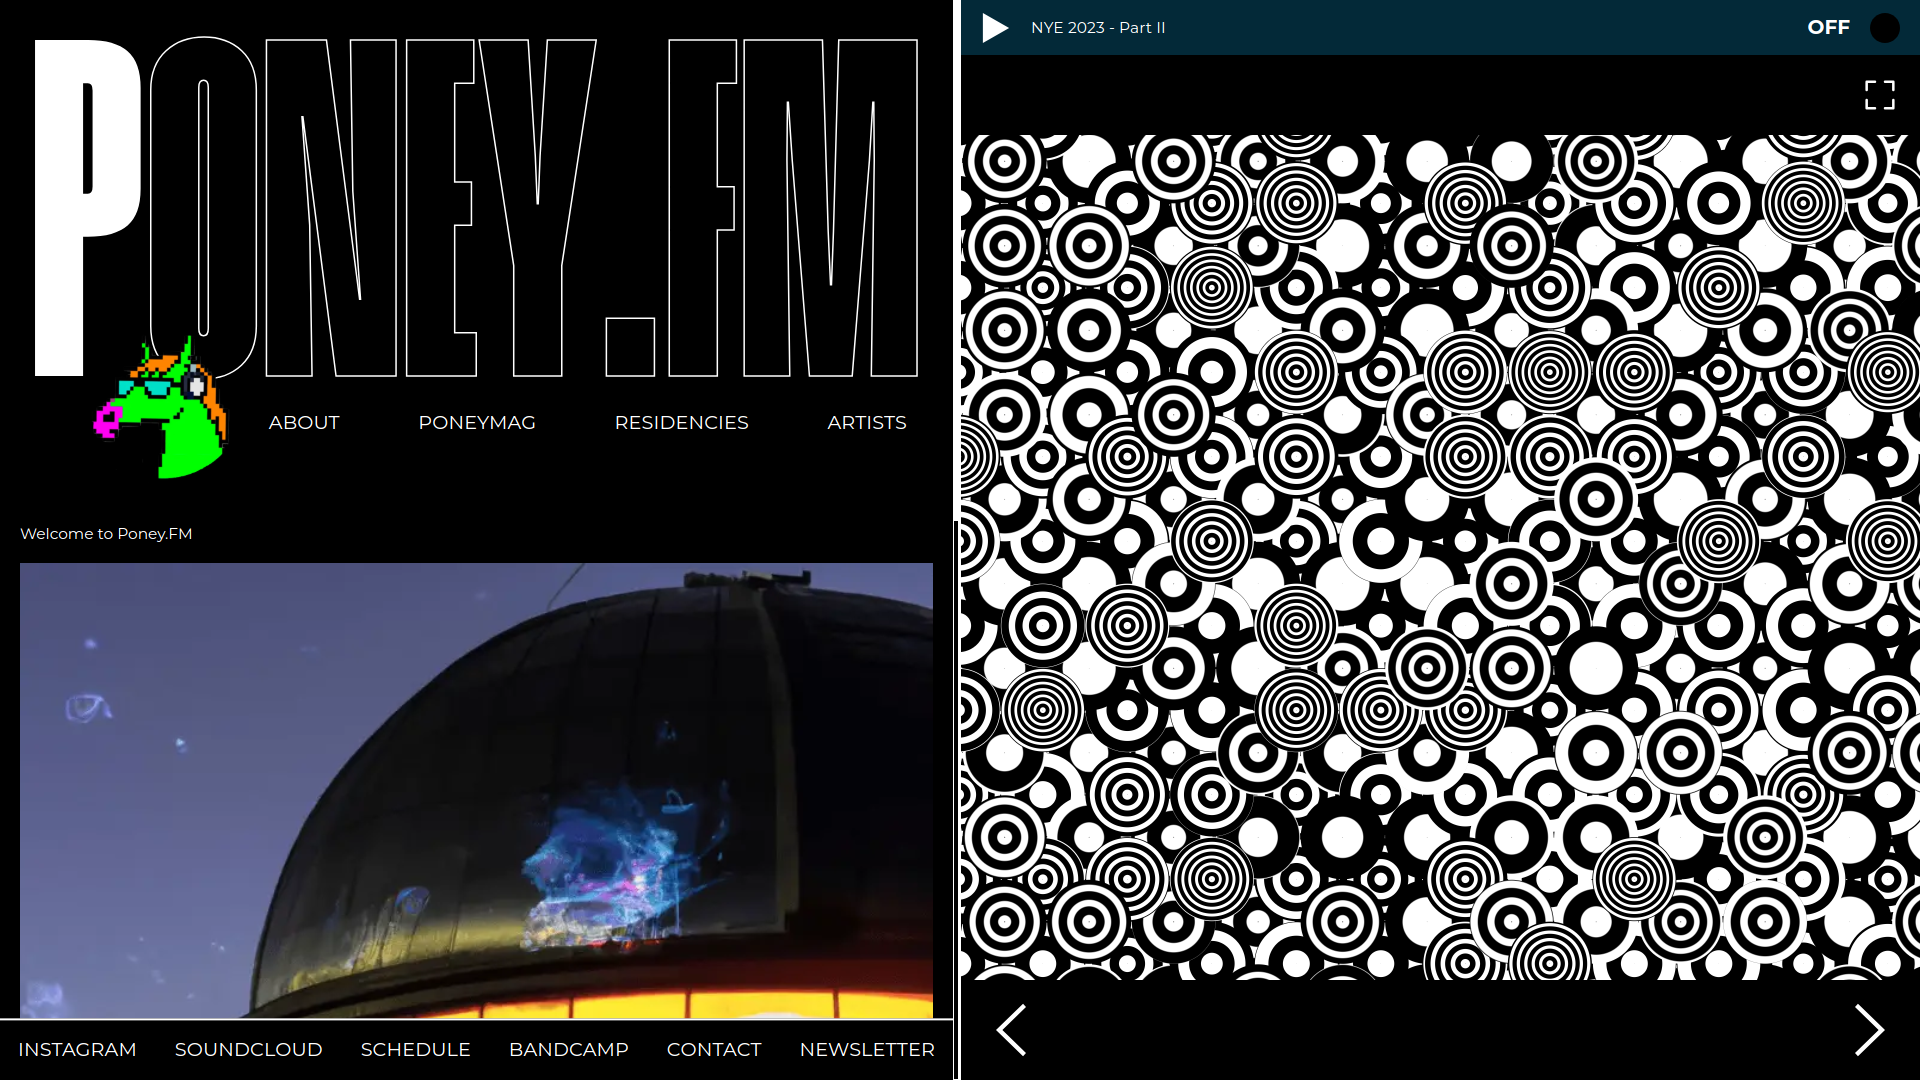 PONEY.FM
ABOUT PONEYMAG RESIDENCIES ARTISTS
Welcome to Poney.FM
INSTAGRAM SOUNDCLOUD SCHEDULE BANDCAMP CONTACT NEWSLETTER
NYE 2023 - Part II OFF